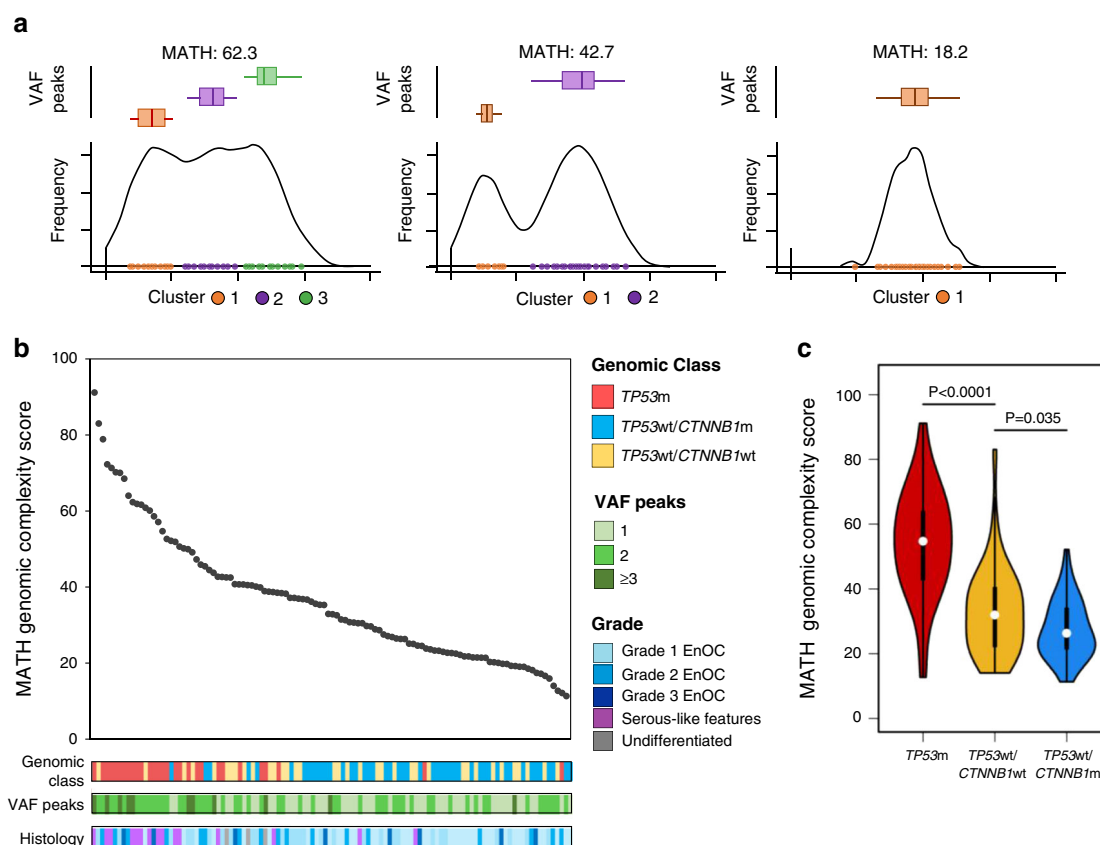 a
MATH: 62.3
MATH: 42.7
MATH: 18.2
VAF
peaks
VAF
peaks
VAF
peaks
Frequency
Frequency
Frequency
Cluster 1 2 3
Cluster 1 2
Cluster 1
b
MATH genomic complexity score
100
80
60
40
20
0
Genomic
class
VAF peaks
Histology
Genomic Class
TP53m
TP53wt/CTNNB1m
TP53wt/CTNNB1wt
VAF peaks
1
2
≥3
Grade
Grade 1 EnOC
Grade 2 EnOC
Grade 3 EnOC
Serous-like features
Undifferentiated
c
MATH genomic complexity score
100
80
60
40
20
0
P<0.0001
P=0.035
TP53m
TP53wt/
CTNNB1wt
TP53wt/
CTNNB1m